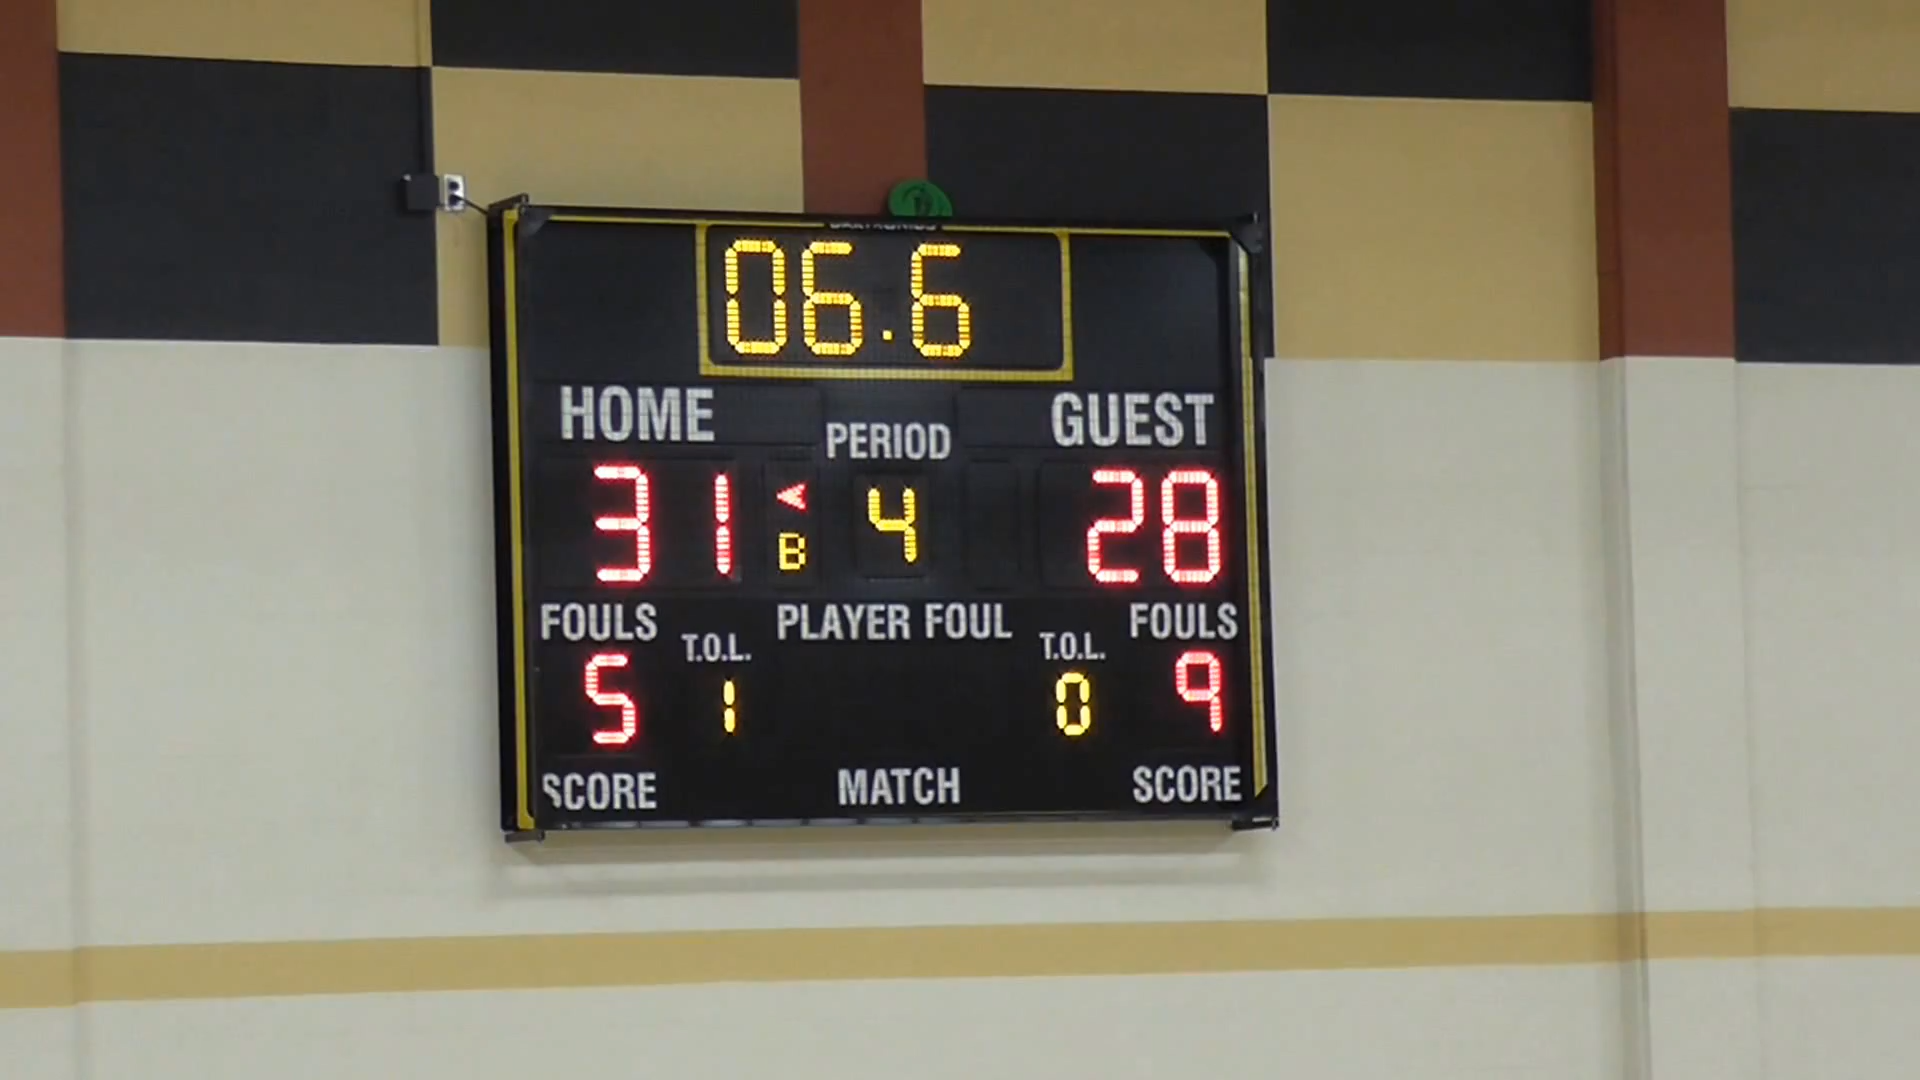 06.6
HOME
GUEST
PERIOD
31
B
4
28
FOULS
PLAYER FOUL
FOULS
T.O.L.
T.O.L.
5
1
0
9
SCORE
MATCH
SCORE